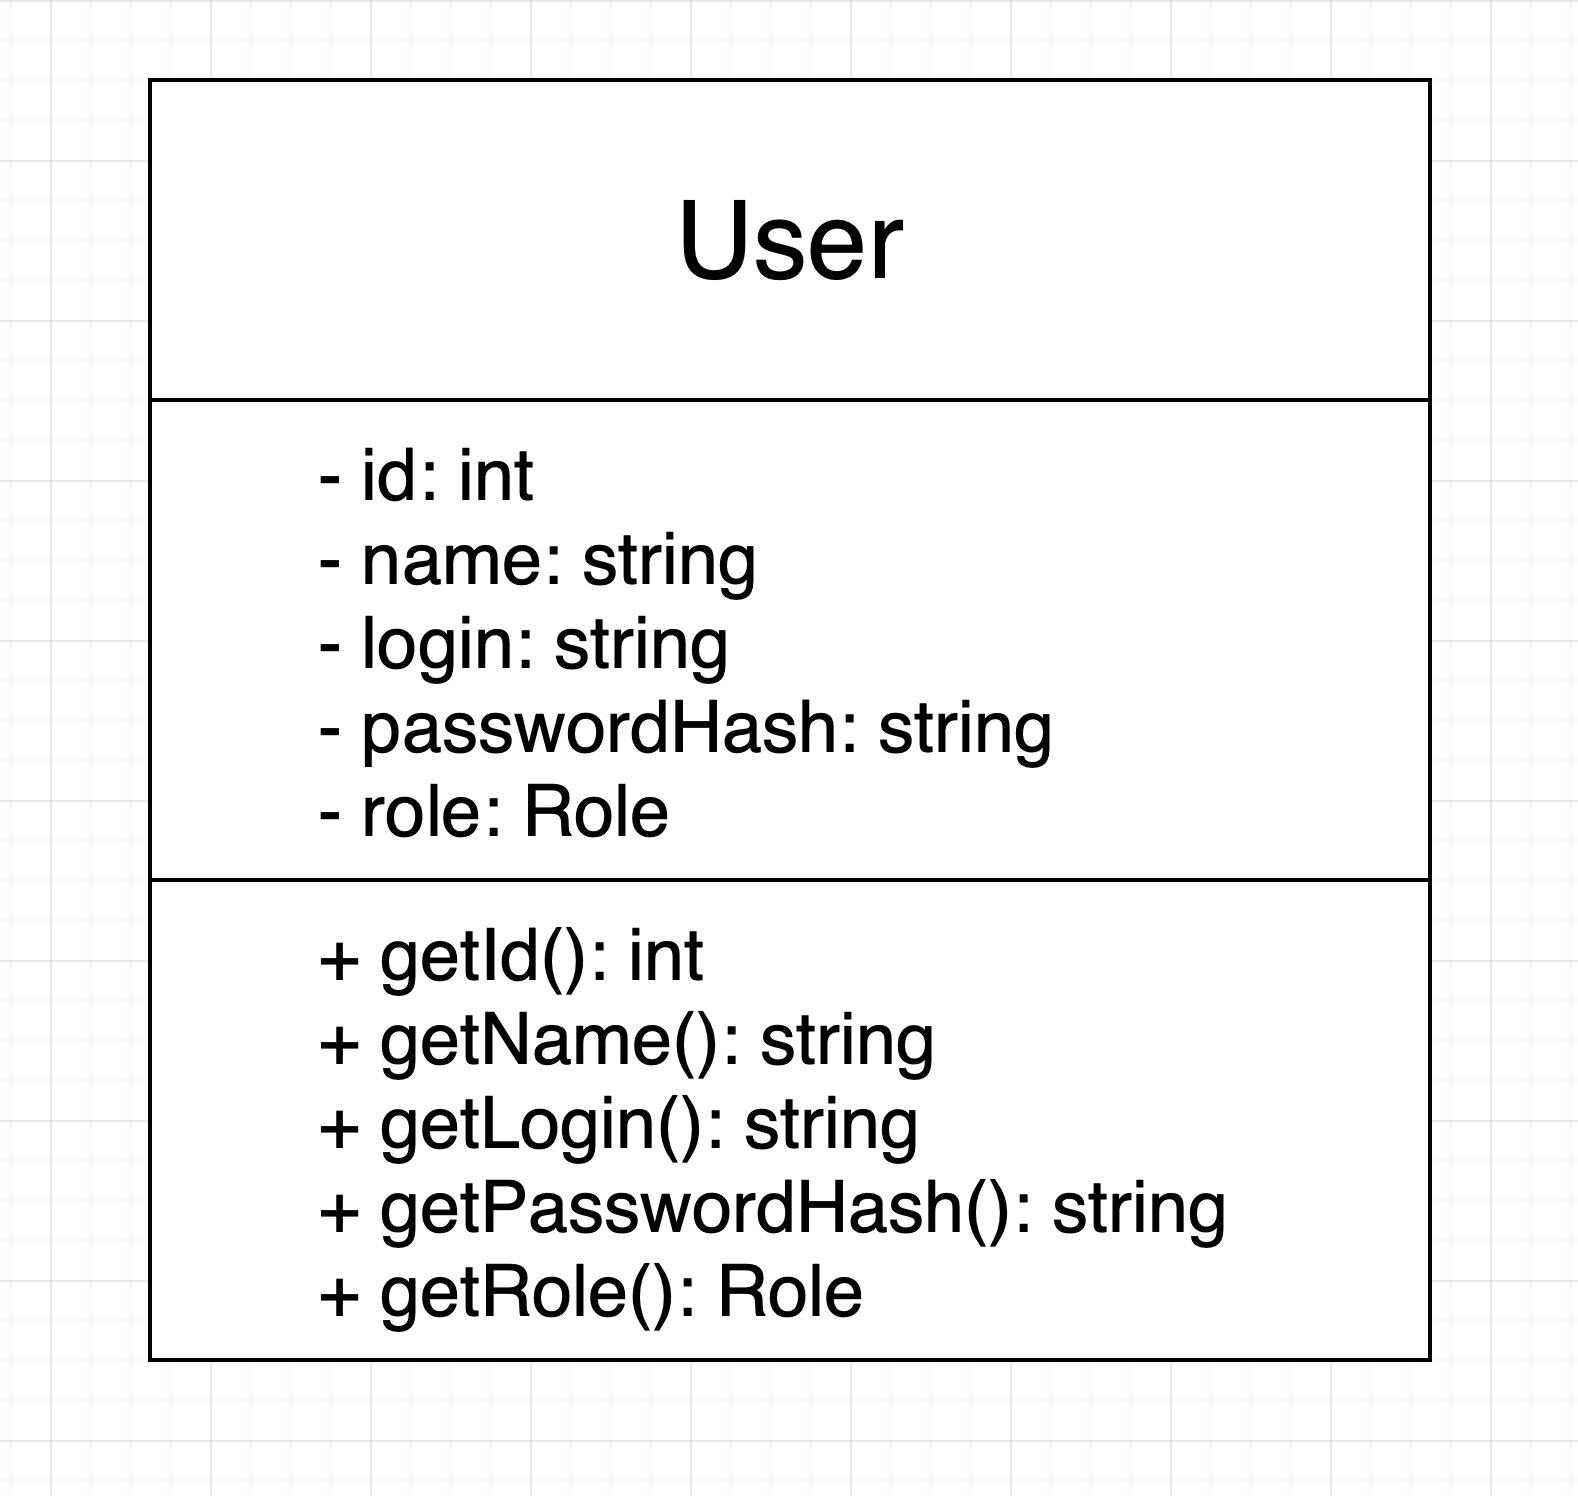 User
- id: int
- name: string
- login: string
- passwordHash: string
- role: Role
+ getId(): int
+ getName(): string
+ getLogin(): string
+ getPasswordHash(): string
+ getRole(): Role